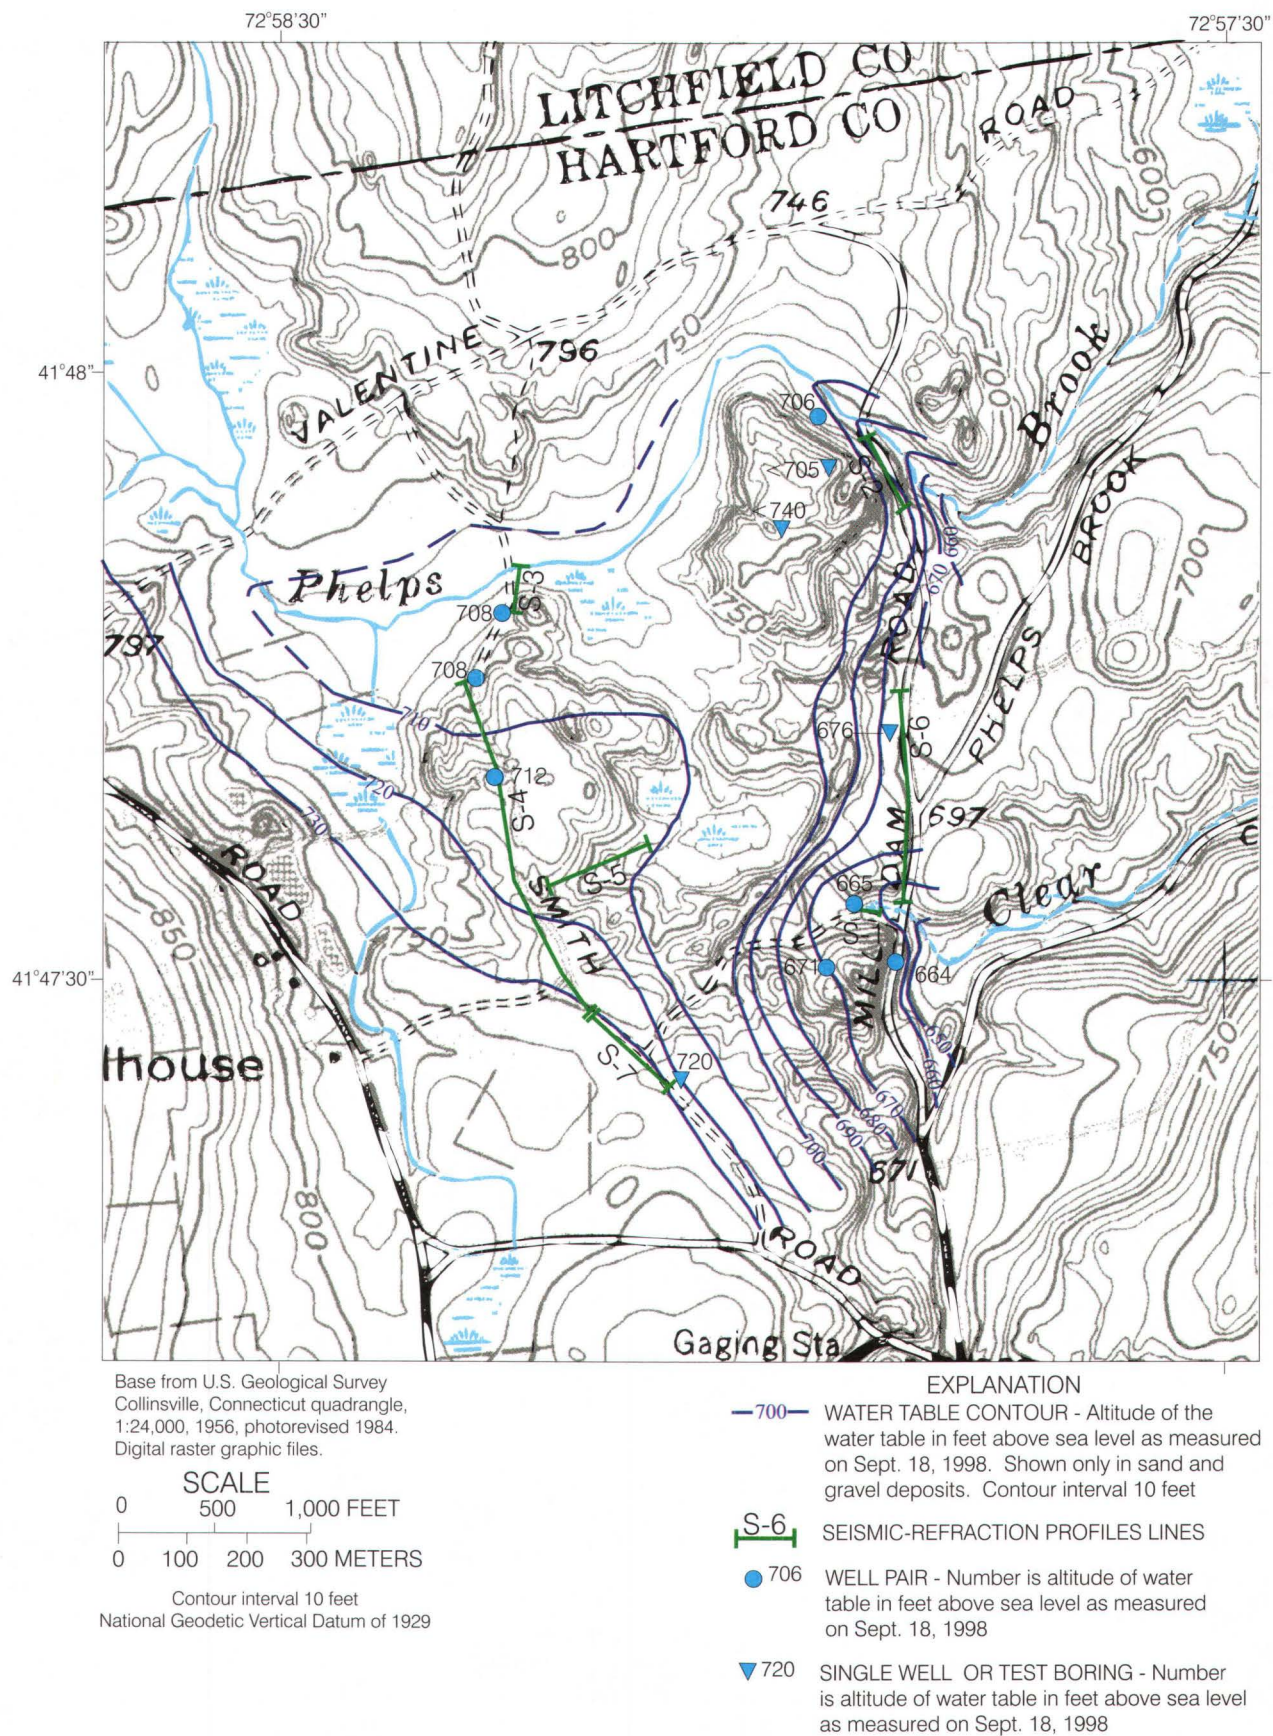 72°58'30"
72°57'30"
LITCHFIELD CO
HARTFORD CO
ROAD
600
746
800
750
VALENTINE
796
41°48"
700
Brook
706
<705
S-2
<740
BROOK
660
670
ROAD
700
Phelps
S-3
708
750
797
708
PHELPS
710
676
S-6
712
720
S-4
730
697
DAM
ROAD
S-5
665
Clear
C
SMITH
850
750
S-1
41°47'30"
671
664
MILL
650
750
lhouse
S-7
720
660
670
680
690
700
671
800
ROAD
Gaging Sta
Base from U.S. Geological Survey
Collinsville, Connecticut quadrangle,
1:24,000, 1956, photorevised 1984.
Digital raster graphic files.
SCALE
0 500 1,000 FEET
0 100 200 300 METERS
Contour interval 10 feet
National Geodetic Vertical Datum of 1929
EXPLANATION
700 WATER TABLE CONTOUR - Altitude of the
water table in feet above sea level as measured
on Sept. 18, 1998. Shown only in sand and
gravel deposits. Contour interval 10 feet
S-6 SEISMIC-REFRACTION PROFILES LINES
706 WELL PAIR - Number is altitude of water
table in feet above sea level as measured
on Sept. 18, 1998
720 SINGLE WELL OR TEST BORING - Number
is altitude of water table in feet above sea level
as measured on Sept. 18, 1998